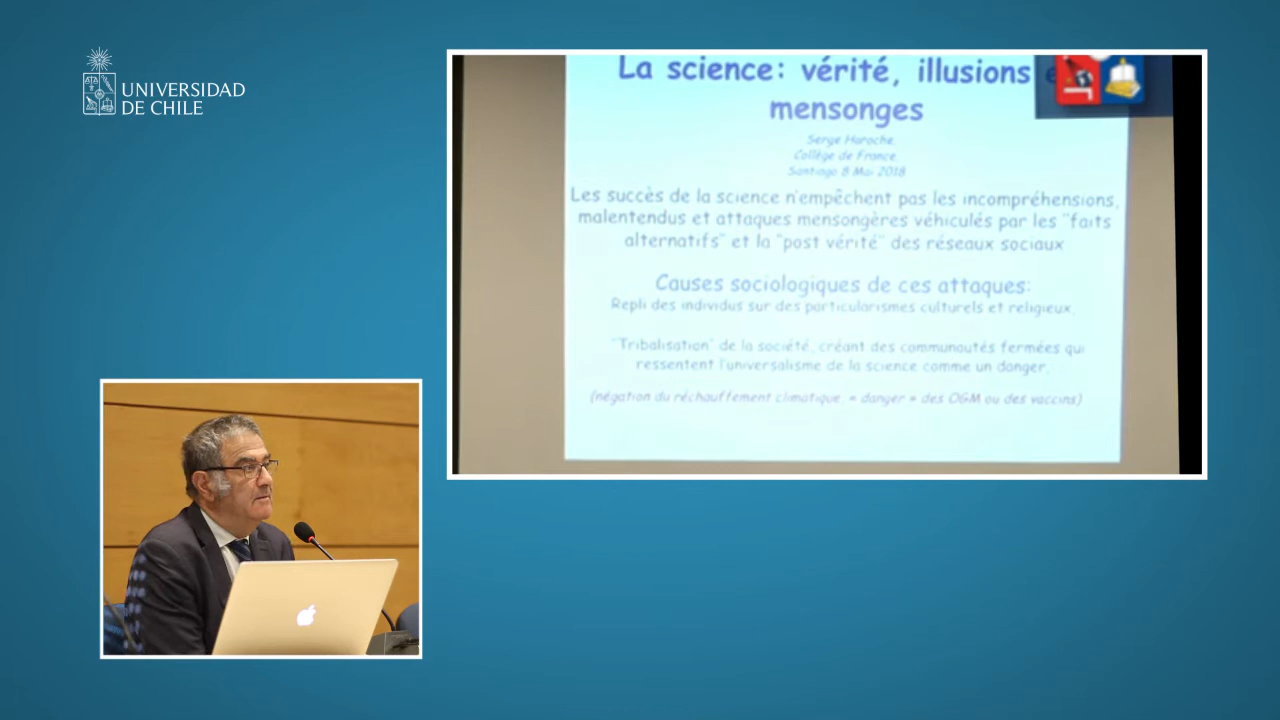 UNIVERSIDAD
DE CHILE
La science: vérité, illusions
mensonges
Serge Haroche,
Collège de France,
Santiago 8 Mai 2018
Les succès de la science n'empêchent pas les incompréhensions,
malentendus et attaques mensongères véhiculés par les "faits
alternatifs" et la "post vérité" des réseaux sociaux
Causes sociologiques de ces attaques:
Repli des individus sur des particularismes culturels et religieux,
"Tribalisation" de la société, créant des communautés fermées qui
ressentent l'universalisme de la science comme un danger,
(négation du réchauffement climatique, « danger » des OGM ou des vaccins)